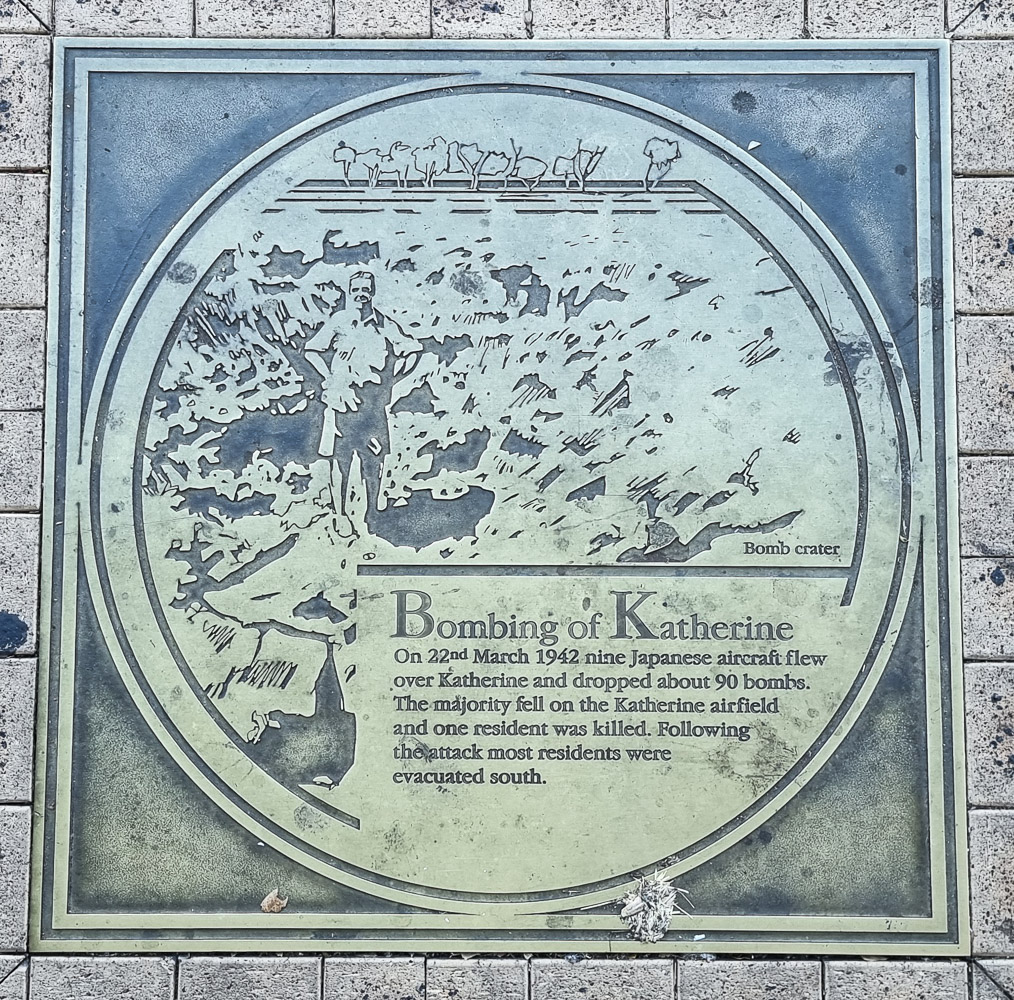 Bomb crater
Bombing of Katherine
On 22nd March 1942 nine Japanese aircraft flew
over Katherine and dropped about 90 bombs.
The majority fell on the Katherine airfield
and one resident was killed. Following
the attack most residents were
evacuated south.